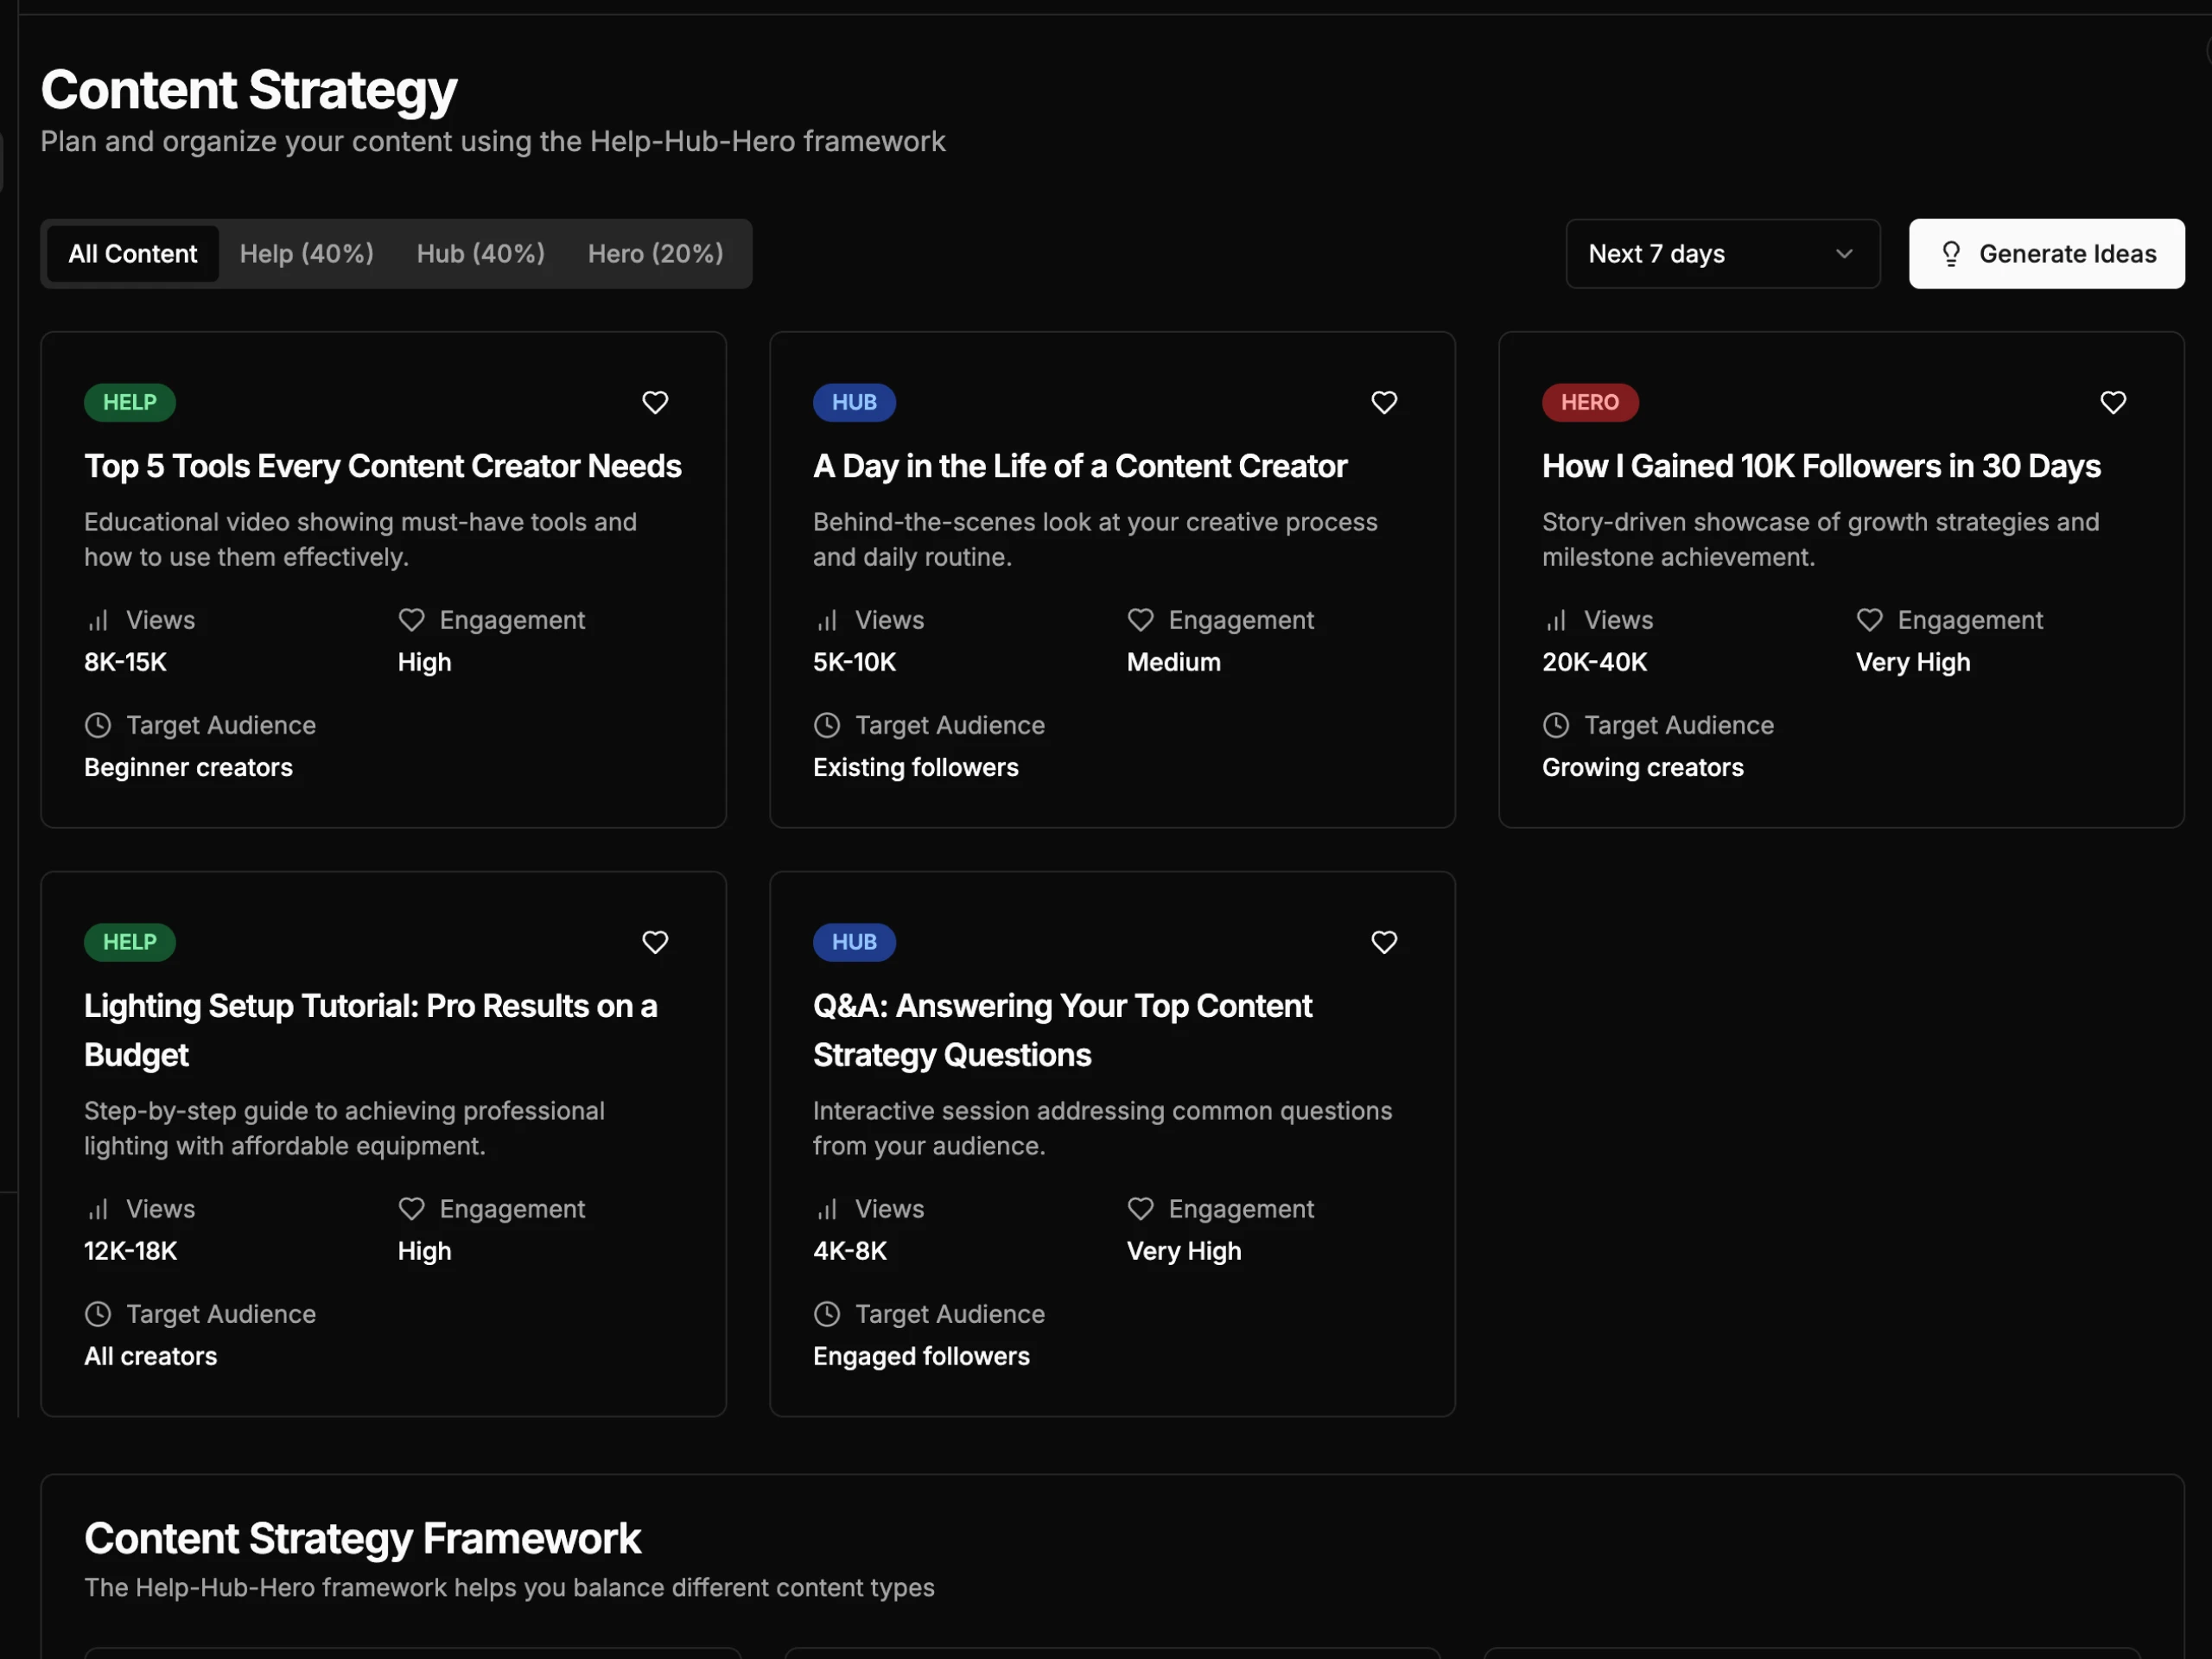 Content Strategy
Plan and organize your content using the Help-Hub-Hero framework
All Content
Help (40%)
Hub (40%)
Hero (20%)
Next 7 days
Generate Ideas
HELP
Top 5 Tools Every Content Creator Needs
Educational video showing must-have tools and
how to use them effectively.
Views
8K-15K
Engagement
High
Target Audience
Beginner creators
HUB
A Day in the Life of a Content Creator
Behind-the-scenes look at your creative process
and daily routine.
Views
5K-10K
Engagement
Medium
Target Audience
Existing followers
HERO
How I Gained 10K Followers in 30 Days
Story-driven showcase of growth strategies and
milestone achievement.
Views
20K-40K
Engagement
Very High
Target Audience
Growing creators
HELP
Lighting Setup Tutorial: Pro Results on a
Budget
Step-by-step guide to achieving professional
lighting with affordable equipment.
Views
12K-18K
Engagement
High
Target Audience
All creators
HUB
Q&A: Answering Your Top Content
Strategy Questions
Interactive session addressing common questions
from your audience.
Views
4K-8K
Engagement
Very High
Target Audience
Engaged followers
Content Strategy Framework
The Help-Hub-Hero framework helps you balance different content types